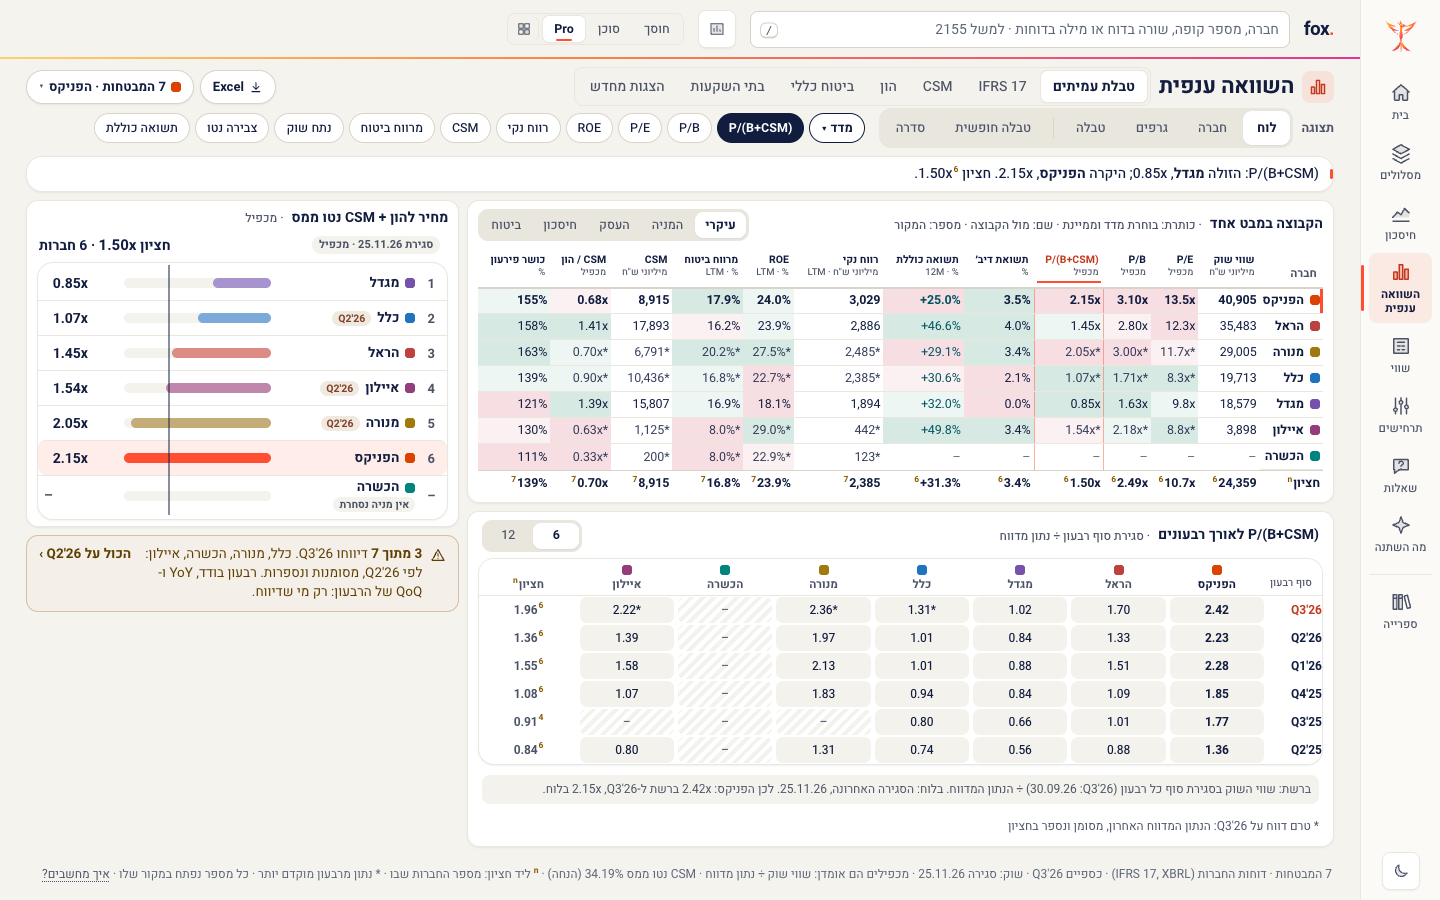 fox.
חברה, מספר קופה, שורה בדוח או מילה בדוחות · למשל 2155
/
חוסך
סוכן
Pro
בית
מסלולים
חיסכון
השוואה ענפית
שווי
תרחישים
שאלות
מה השתנה
ספרייה
השוואה ענפית
טבלת עמיתים
IFRS 17
CSM
הון
ביטוח כללי
בתי השקעות
הצגות מחדש
Excel
7 המבטחות · הפניקס
תצוגה
לוח
חברה
גרפים
טבלה
טבלה חופשית
סדרה
מדד
P/(B+CSM)
P/B
P/E
ROE
רווח נקי
CSM
מרווח ביטוח
נתח שוק
צבירה נטו
תשואה כוללת
P/(B+CSM): הזולה מגדל, 0.85x; היקרה הפניקס, 2.15x. חציון 1.50x⁶.
הקבוצה במבט אחד · כותרת: בוחרת מדד וממיינת · שם: מול הקבוצה · מספר: המקור
עיקרי
המניה
העסק
חיסכון
ביטוח
חברה | שווי שוק מיליוני ש"ח | P/E מכפיל | P/B מכפיל | P/(B+CSM) מכפיל | תשואת דיב' % | תשואה כוללת 12M · % | רווח נקי מיליוני ש"ח · LTM | ROE LTM · % | מרווח ביטוח LTM · % | CSM מיליוני ש"ח | CSM / הון מכפיל | כושר פירעון %
הפניקס 40,905 13.5x 3.10x 2.15x 3.5% +25.0% 3,029 24.0% 17.9% 8,915 0.68x 155%
הראל 35,483 12.3x 2.80x 1.45x 4.0% +46.6% 2,886 23.9% 16.2% 17,893 1.41x 158%
מנורה 29,005 11.7x* 3.00x* 2.05x* 3.4% +29.1% 2,485* 27.5%* 20.2%* 6,791* 0.70x* 163%
כלל 19,713 8.3x* 1.71x* 1.07x* 2.1% +30.6% 2,385* 22.7%* 16.8%* 10,436* 0.90x* 139%
מגדל 18,579 9.8x 1.63x 0.85x 0.0% +32.0% 1,894 18.1% 16.9% 15,807 1.39x 121%
איילון 3,898 8.8x* 2.18x* 1.54x* 3.4% +49.8% 442* 29.0%* 8.0%* 1,125* 0.63x* 130%
הכשרה – – – – – – 123* 22.9%* 8.0%* 200* 0.33x* 111%
חציוןⁿ 24,359⁶ 10.7x⁶ 2.49x⁶ 1.50x⁶ 3.4%⁶ +31.3%⁶ 2,385⁷ 23.9%⁷ 16.8%⁷ 8,915⁷ 0.70x⁷ 139%⁷
מחיר להון + CSM נטו ממס · מכפיל
חציון 1.50x · 6 חברות
סגירת 25.11.26 · מכפיל
1 מגדל 0.85x
2 כלל Q2'26 1.07x
3 הראל 1.45x
4 איילון Q2'26 1.54x
5 מנורה Q2'26 2.05x
6 הפניקס 2.15x
– הכשרה אין מניה נסחרת –
3 מתוך 7 דיווחו Q3'26. כלל, מנורה, הכשרה, איילון:
לפי Q2'26, מסומנות ונספרות. רבעון בודד, YoY ו-
QoQ של הרבעון: רק מי שדיווח.
הכול על Q2'26 ›
P/(B+CSM) לאורך רבעונים · סגירת סוף רבעון ÷ נתון מדווח
6
12
סוף רבעון הפניקס הראל מגדל כלל מנורה הכשרה איילון חציוןⁿ
Q3'26 2.42 1.70 1.02 1.31* 2.36* – 2.22* 1.96⁶
Q2'26 2.23 1.33 0.84 1.01 1.97 – 1.39 1.36⁶
Q1'26 2.28 1.51 0.88 1.01 2.13 – 1.58 1.55⁶
Q4'25 1.85 1.09 0.84 0.94 1.83 – 1.07 1.08⁶
Q3'25 1.77 1.01 0.66 0.80 – – – 0.91⁴
Q2'25 1.36 0.88 0.56 0.74 1.31 – 0.80 0.84⁶
ברשת: שווי השוק בסגירת סוף כל רבעון (Q3'26: 30.09.26) ÷ הנתון המדווח. בלוח: הסגירה האחרונה, 25.11.26. לכן הפניקס: 2.42x ברשת ל-Q3'26, 2.15x בלוח.
* טרם דווח על Q3'26: הנתון המדווח האחרון, מסומן ונספר בחציון
7 המבטחות · דוחות החברות (IFRS 17, XBRL) · כספיים Q3'26 · שוק: סגירה 25.11.26 · מכפילים הם אומדן: שווי שוק ÷ נתון מדווח · CSM נטו ממס 34.19% (הנחה) · ⁿ ליד חציון: מספר החברות שבו · * נתון מרבעון מוקדם יותר · כל מספר נפתח במקור שלו · איך מחשבים?